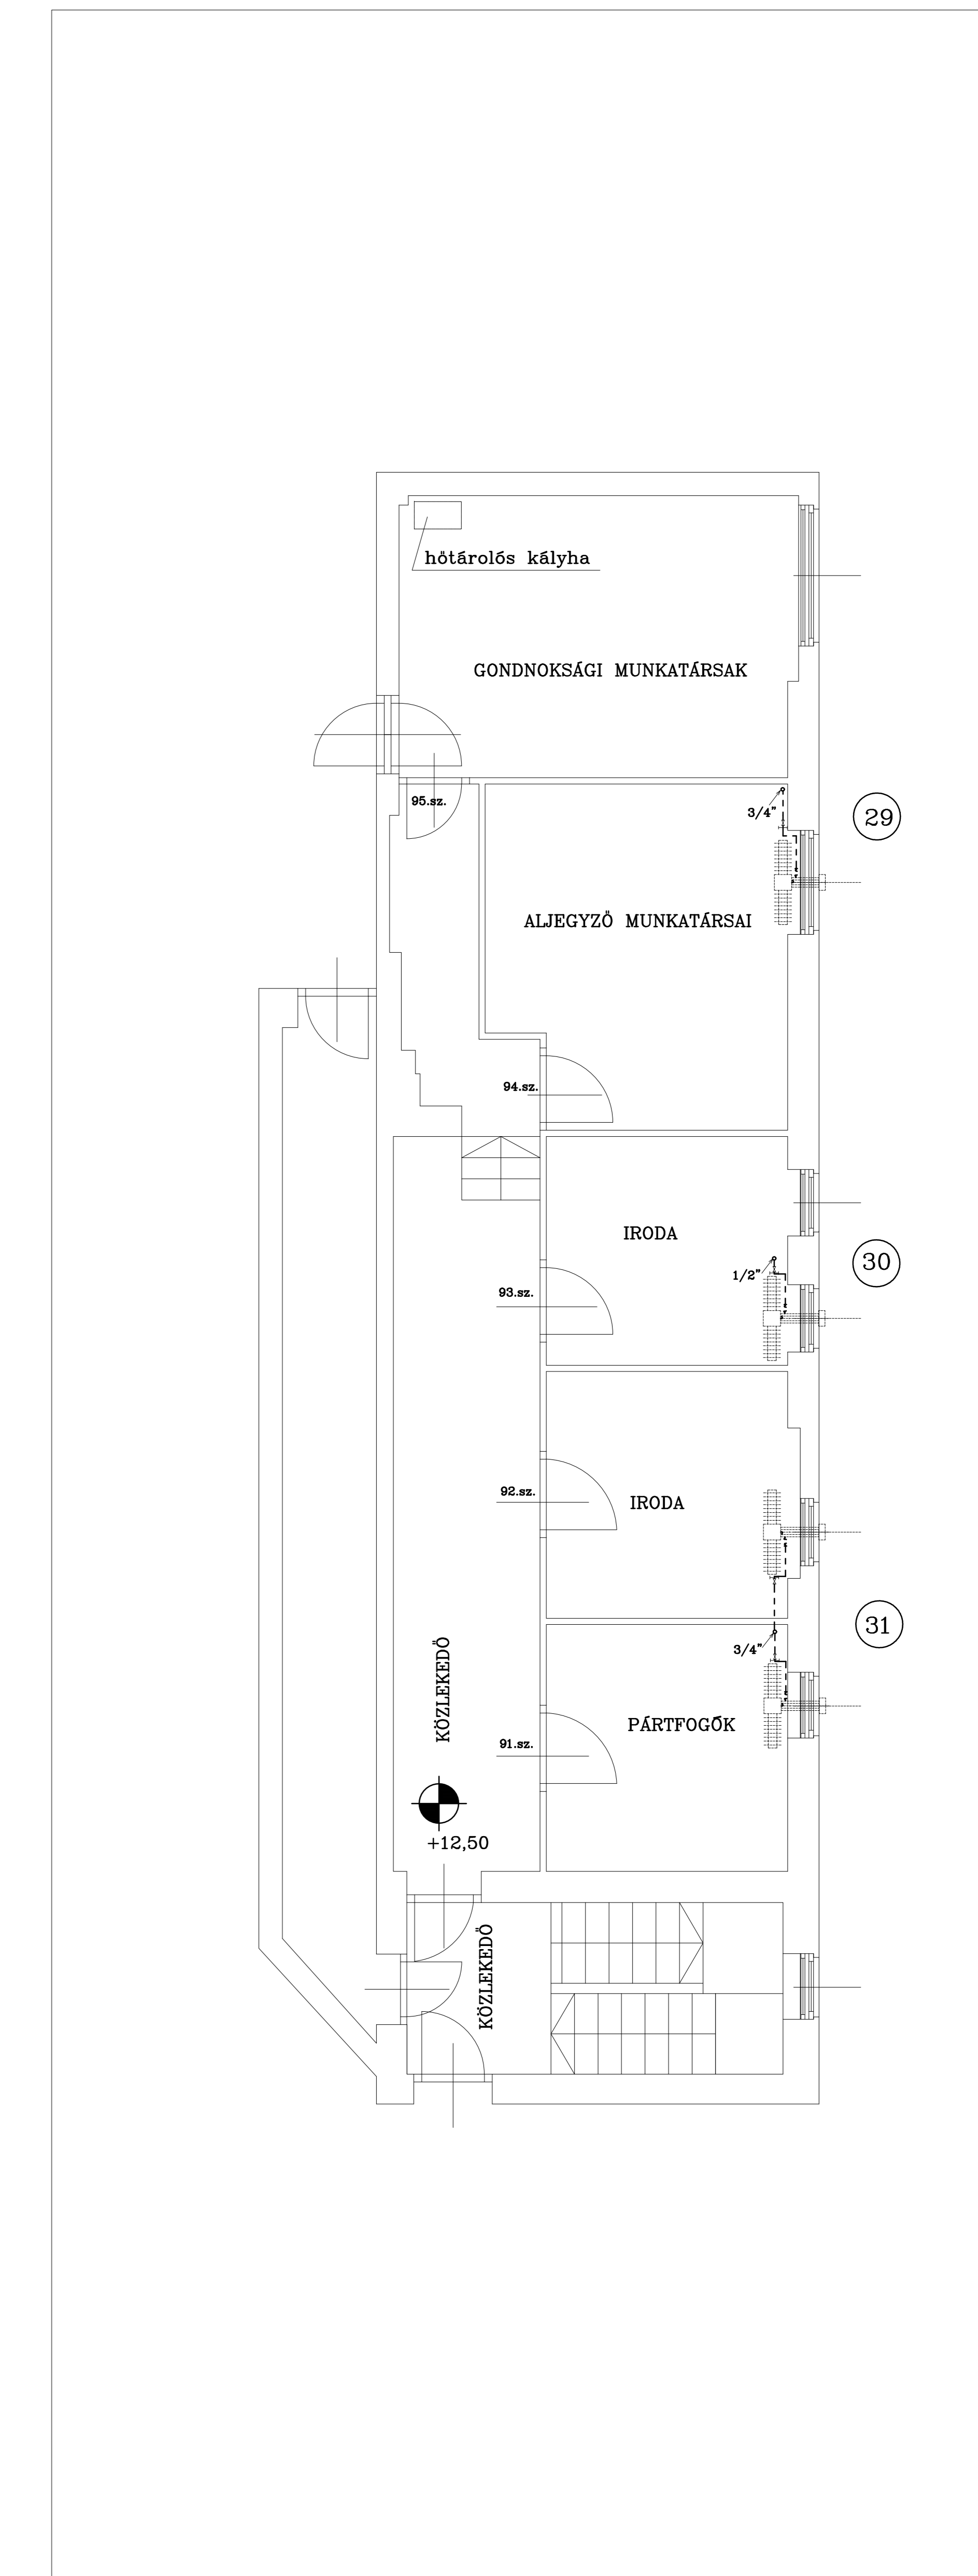 hőtárolós kályha
GONDNOKSÁGI MUNKATÁRSAK
95.sz.
3/4"
29
ALJEGYZŐ MUNKATÁRSAI
94.sz.
IRODA
1/2"
30
93.sz.
92.sz.
IRODA
31
3/4"
KÖZLEKEDŐ
PÁRTFOGÓK
91.sz.
+12,50
KÖZLEKEDŐ